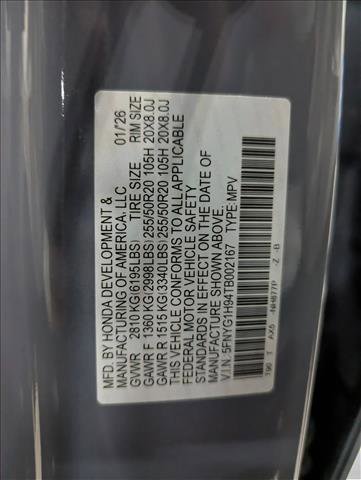 MFD. BY HONDA DEVELOPMENT & 01/26
MANUFACTURING OF AMERICA, LLC
GVWR 2810 KG(6195LBS) TIRE SIZE RIM SIZE
GAWR F 1360 KG(2998LBS) 255/50R20 105H 20X8.0J
GAWR R 1515 KG(3340LBS) 255/50R20 105H 20X8.0J
THIS VEHICLE CONFORMS TO ALL APPLICABLE
FEDERAL MOTOR VEHICLE SAFETY
STANDARDS IN EFFECT ON THE DATE OF
MANUFACTURE SHOWN ABOVE.
V.I.N. 5FNYG1H94TB002167 TYPE:MPV
T90 T AX5 -NH877P -Z -B